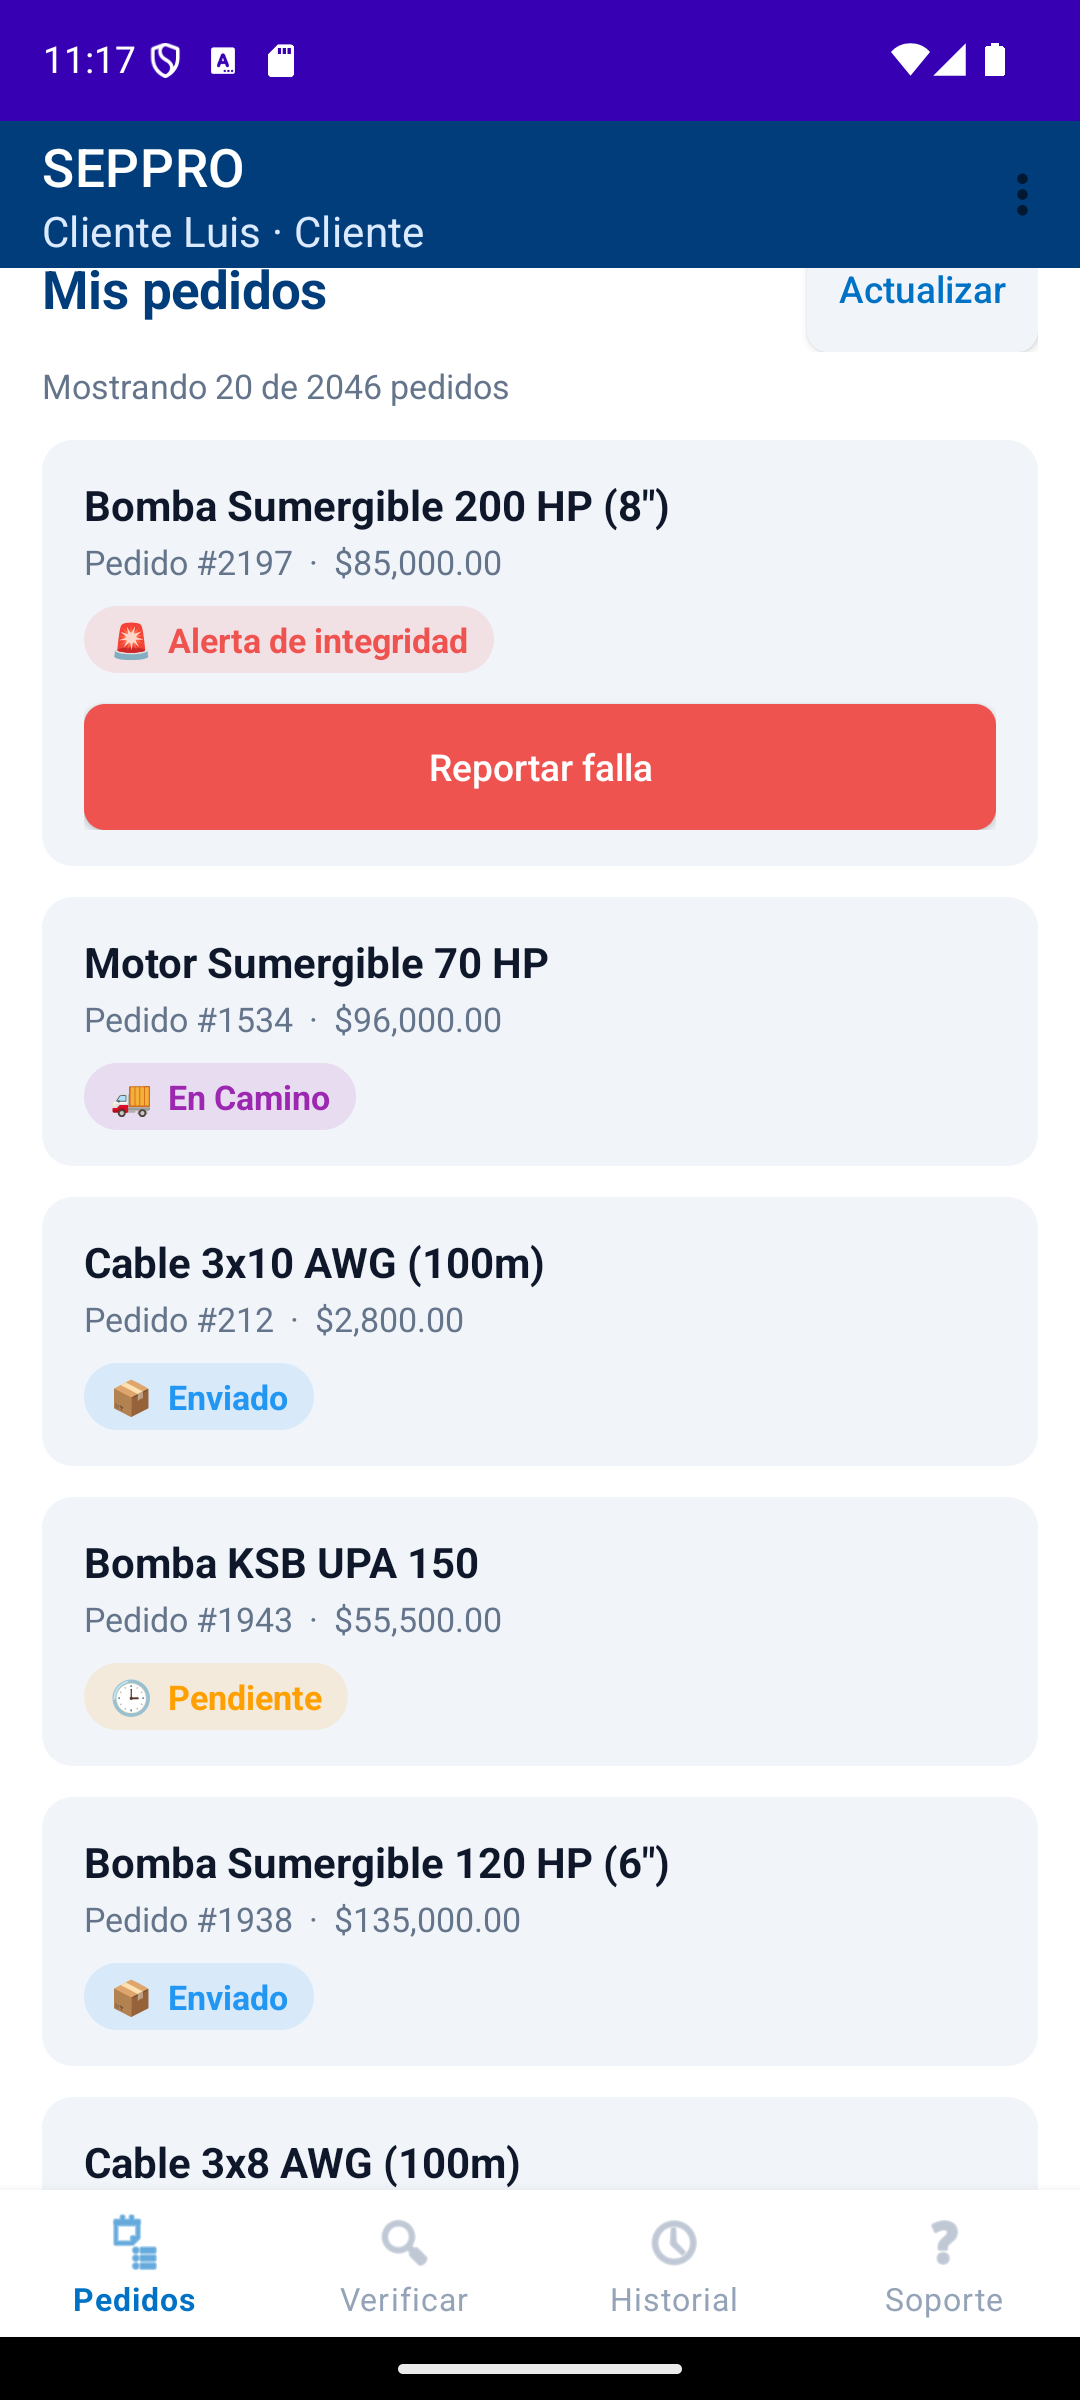 11:17
SEPPRO
Cliente Luis · Cliente
Mis pedidos
Actualizar
Mostrando 20 de 2046 pedidos
Bomba Sumergible 200 HP (8")
Pedido #2197 · $85,000.00
Alerta de integridad
Reportar falla
Motor Sumergible 70 HP
Pedido #1534 · $96,000.00
En Camino
Cable 3x10 AWG (100m)
Pedido #212 · $2,800.00
Enviado
Bomba KSB UPA 150
Pedido #1943 · $55,500.00
Pendiente
Bomba Sumergible 120 HP (6")
Pedido #1938 · $135,000.00
Enviado
Cable 3x8 AWG (100m)
Pedidos
Verificar
Historial
Soporte